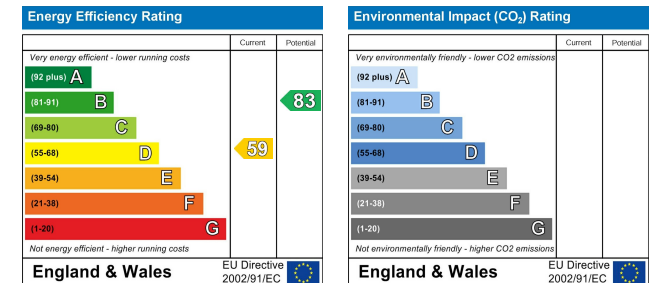 Energy Efficiency Rating
Current Potential
Very energy efficient - lower running costs
(92 plus) A
(81-91) B
83
(69-80) C
(55-68) D
59
(39-54) E
(21-38) F
(1-20) G
Not energy efficient - higher running costs
England & Wales
EU Directive
2002/91/EC
Environmental Impact (CO2) Rating
Current Potential
Very environmentally friendly - lower CO2 emissions
(92 plus) A
(81-91) B
(69-80) C
(55-68) D
(39-54) E
(21-38) F
(1-20) G
Not environmentally friendly - higher CO2 emissions
England & Wales
EU Directive
2002/91/EC